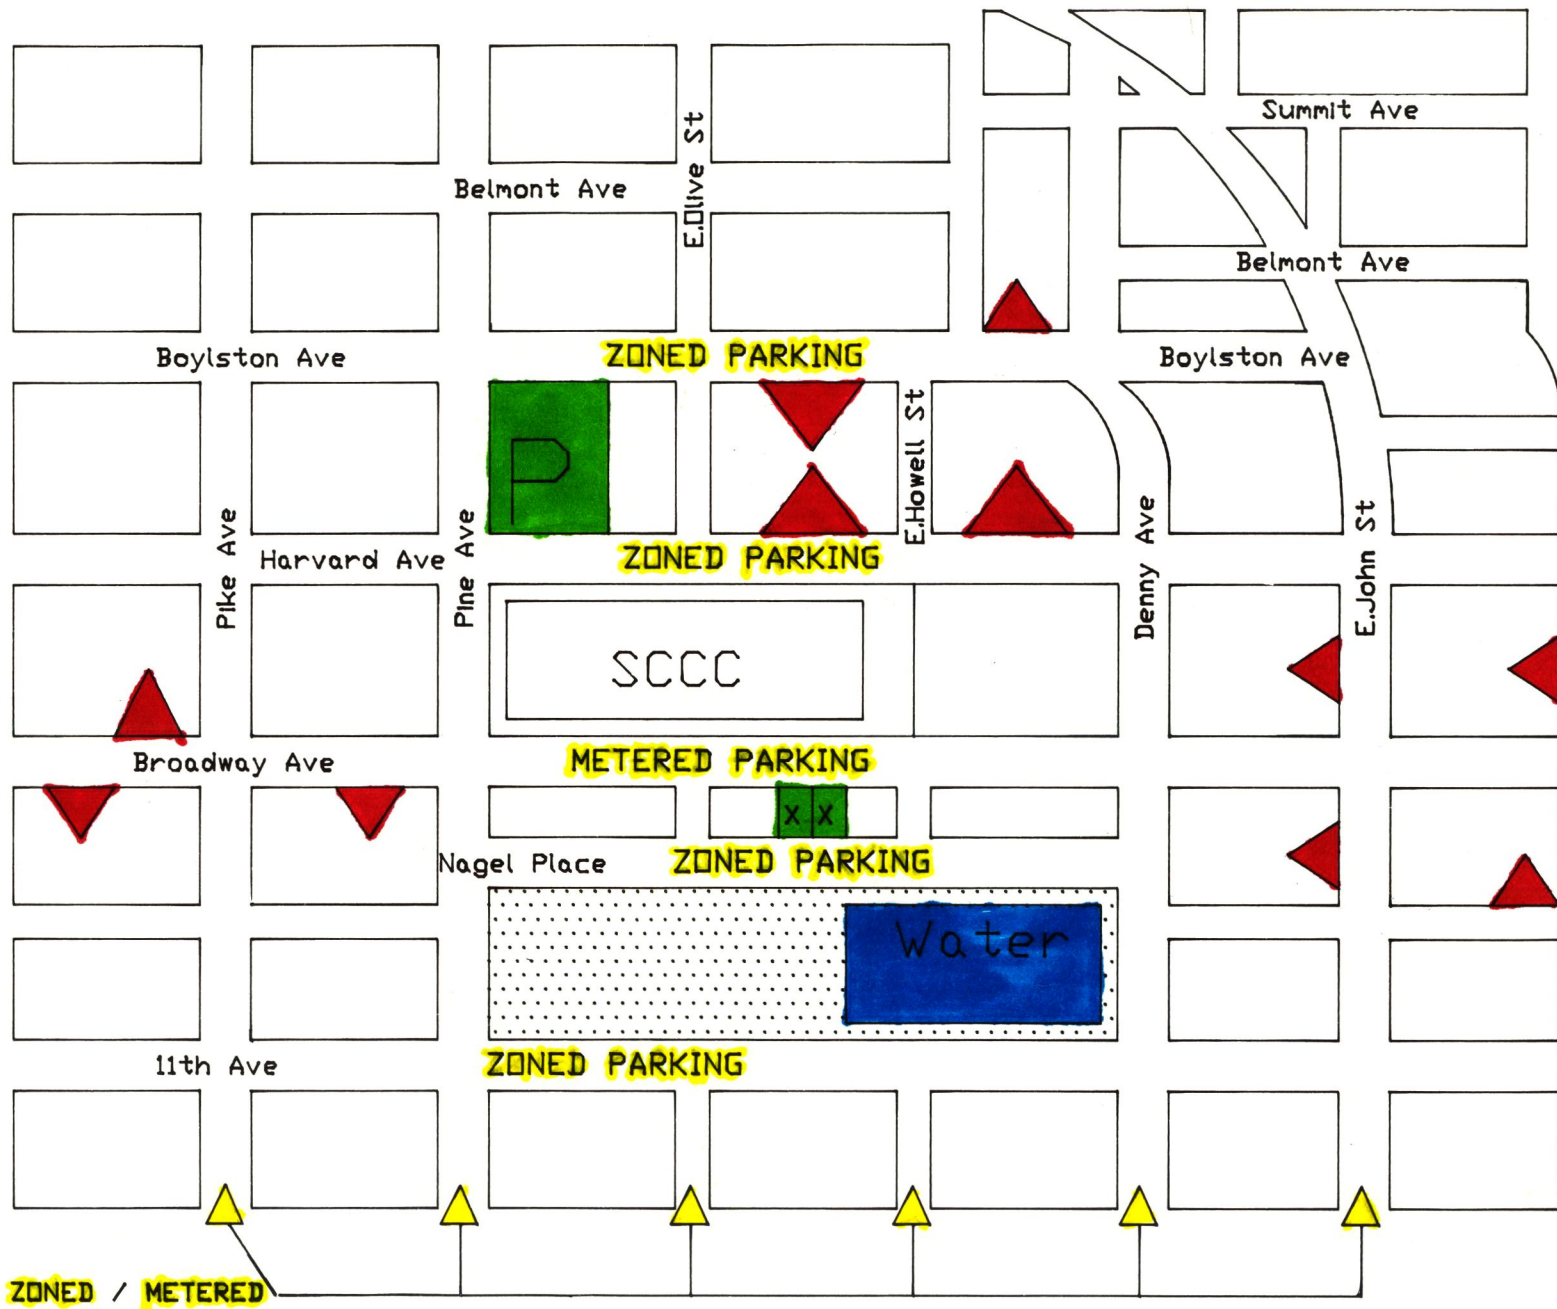 Summit Ave
E.Olive St
Belmont Ave
Belmont Ave
Boylston Ave
ZONED PARKING
Boylston Ave
P
E.Howell St
Pike Ave
Harvard Ave
Pine Ave
ZONED PARKING
Denny Ave
E.John St
SCCC
Broadway Ave
METERED PARKING
X X
Nagel Place
ZONED PARKING
Water
11th Ave
ZONED PARKING
ZONED / METERED